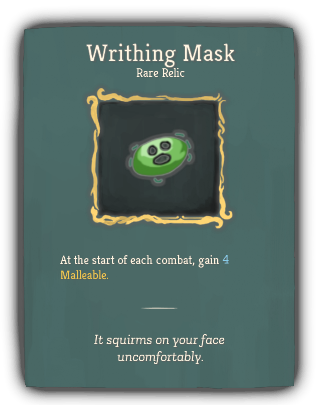 Writhing Mask
Rare Relic
At the start of each combat, gain 4
Malleable.
It squirms on your face
uncomfortably.